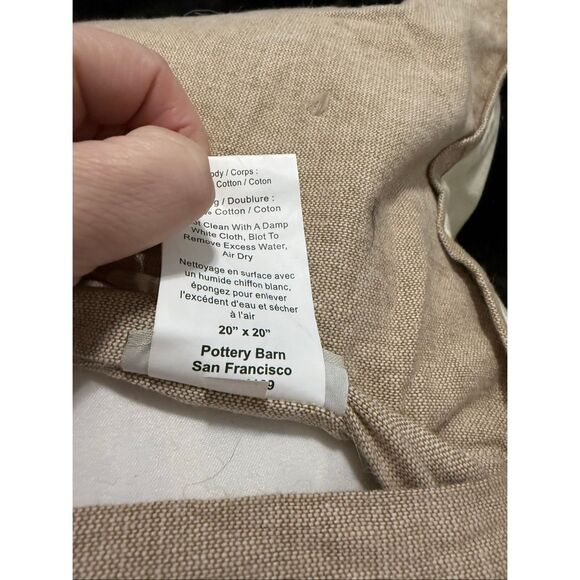 ody / Corps :
Cotton / Coton
g / Doublure :
% Cotton / Coton
ot Clean With A Damp
White Cloth, Blot To
Remove Excess Water,
Air Dry
Nettoyage en surface avec
un humide chiffon blanc,
épongez pour enlever
l'excédent d'eau et sécher
à l'air
20" x 20"
Pottery Barn
San Francisco
9